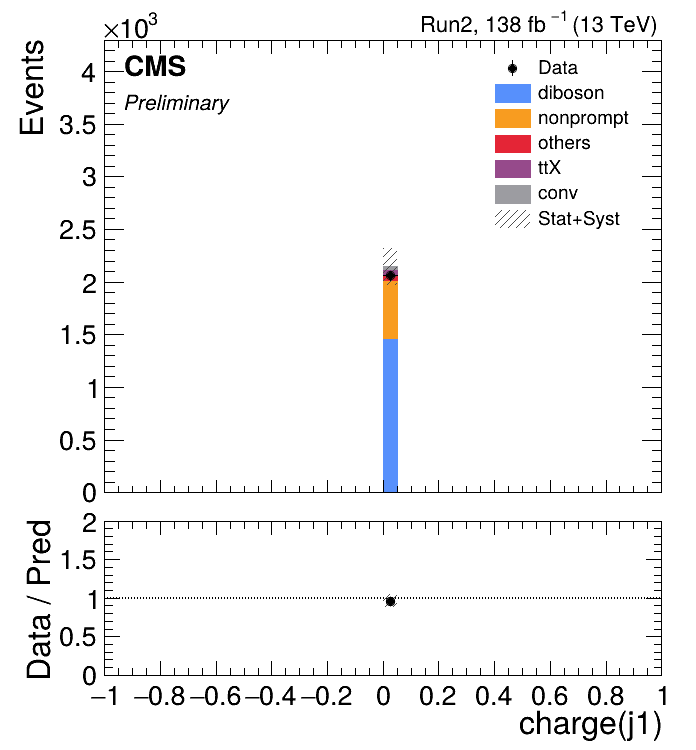 ×10³ Run2, 138 fb⁻¹ (13 TeV)
Events
CMS
Preliminary
Data
diboson
nonprompt
others
ttX
conv
Stat+Syst
4
3.5
3
2.5
2
1.5
1
0.5
0
Data / Pred
2
1.5
1
0.5
0
−1 −0.8 −0.6 −0.4 −0.2 0 0.2 0.4 0.6 0.8 1
charge(j1)